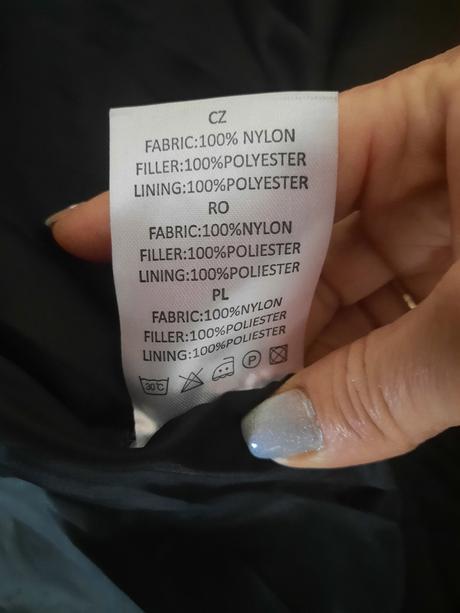 CZ
FABRIC:100% NYLON
FILLER:100%POLYESTER
LINING:100%POLYESTER
RO
FABRIC:100%NYLON
FILLER:100%POLIESTER
LINING:100%POLIESTER
PL
FABRIC:100%NYLON
FILLER:100%POLIESTER
LINING:100%POLIESTER
30°C P